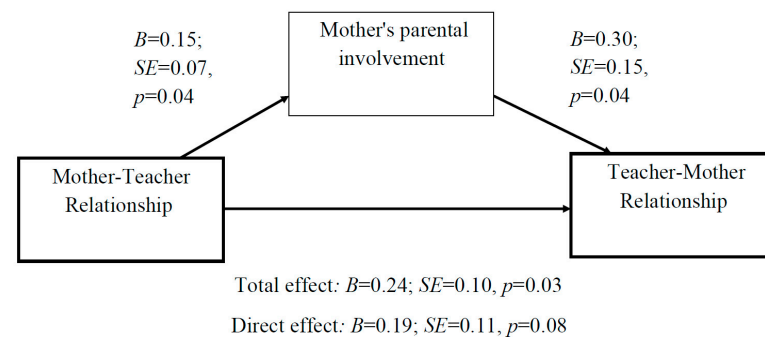 Mother's parental
involvement
B=0.15;
SE=0.07,
p=0.04
B=0.30;
SE=0.15,
p=0.04
Mother-Teacher
Relationship
Teacher-Mother
Relationship
Total effect: B=0.24; SE=0.10, p=0.03
Direct effect: B=0.19; SE=0.11, p=0.08